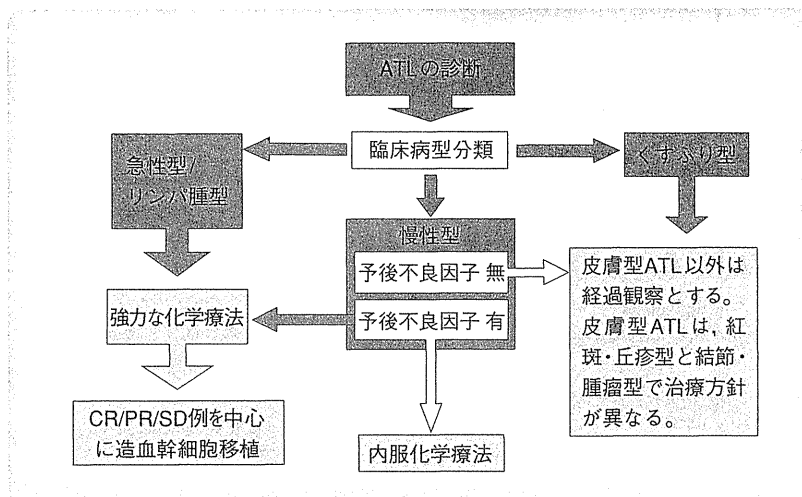 ATLの診断
臨床病型分類
急性型/
リンパ腫型
くすぶり型
慢性型
予後不良因子 無
予後不良因子 有
強力な化学療法
皮膚型ATL以外は
経過観察とする。
皮膚型ATLは，紅
斑・丘疹型と結節・
腫瘤型で治療方針
が異なる。
CR/PR/SD例を中心
に造血幹細胞移植
内服化学療法